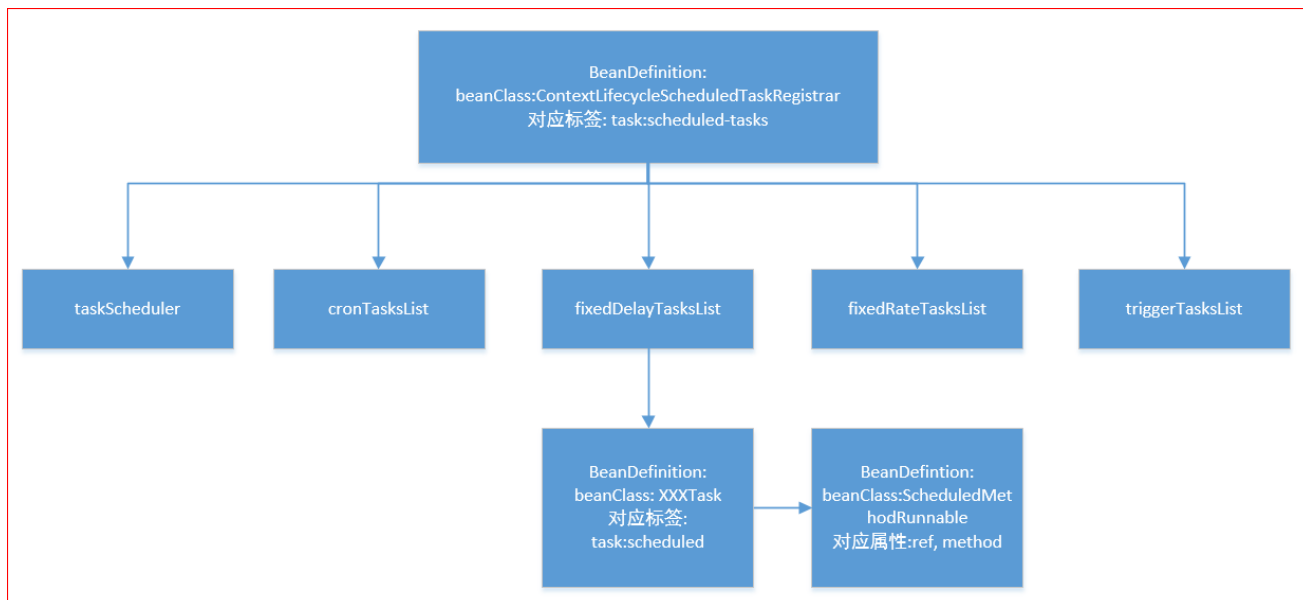 BeanDefinition:
beanClass:ContextLifecycleScheduledTaskRegistrar
对应标签: task:scheduled-tasks
taskScheduler
cronTasksList
fixedDelayTasksList
fixedRateTasksList
triggerTasksList
BeanDefinition:
beanClass: XXXTask
对应标签:
task:scheduled
BeanDefintion:
beanClass:ScheduledMet
hodRunnable
对应属性:ref, method